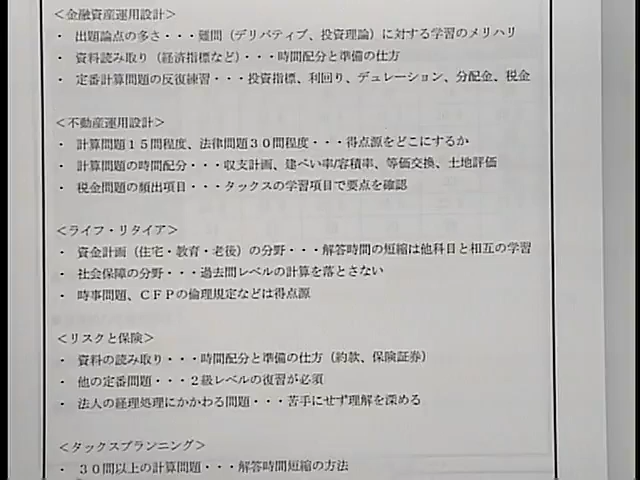 ＜金融資産運用設計＞
・ 出題論点の多さ・・・難問（デリバティブ、投資理論）に対する学習のメリハリ
・ 資料読み取り（経済指標など）・・・時間配分と準備の仕方
・ 定番計算問題の反復練習・・・投資指標、利回り、デュレーション、分配金、税金
＜不動産運用設計＞
・ 計算問題１５問程度、法律問題３０問程度・・・得点源をどこにするか
・ 計算問題の時間配分・・・収支計画、建ぺい率/容積率、等価交換、土地評価
・ 税金問題の頻出項目・・・タックスの学習項目で要点を確認
＜ライフ・リタイア＞
・ 資金計画（住宅・教育・老後）の分野・・・解答時間の短縮は他科目と相互の学習
・ 社会保障の分野・・・過去問レベルの計算を落とさない
・ 時事問題、ＣＦＰの倫理規定などは得点源
＜リスクと保険＞
・ 資料の読み取り・・・時間配分と準備の仕方（約款、保険証券）
・ 他の定番問題・・・２級レベルの復習が必須
・ 法人の経理処理にかかわる問題・・・苦手にせず理解を深める
＜タックスプランニング＞
・ ３０問以上の計算問題・・・解答時間短縮の方法